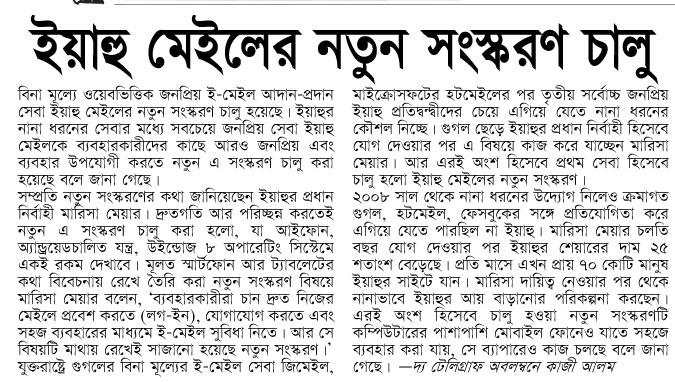 ইয়াহু মেইলের নতুন সংস্করণ চালু
বিনা মূল্যে ওয়েবভিত্তিক জনপ্রিয় ই-মেইল আদান-প্রদান
সেবা ইয়াহু মেইলের নতুন সংস্করণ চালু হয়েছে। ইয়াহুর
নানা ধরনের সেবার মধ্যে সবচেয়ে জনপ্রিয় সেবা ইয়াহু
মেইলকে ব্যবহারকারীদের কাছে আরও জনপ্রিয় এবং
ব্যবহার উপযোগী করতে নতুন এ সংস্করণ চালু করা
হয়েছে বলে জানা গেছে।
সম্প্রতি নতুন সংস্করণের কথা জানিয়েছেন ইয়াহুর প্রধান
নির্বাহী মারিসা মেয়ার। দ্রুতগতি আর পরিচ্ছন্ন করতেই
নতুন এ সংস্করণ চালু করা হলো, যা আইফোন,
অ্যান্ড্রয়েডচালিত যন্ত্র, উইন্ডোজ ৮ অপারেটিং সিস্টেমে
একই রকম দেখাবে। মূলত স্মার্টফোন আর ট্যাবলেটের
কথা বিবেচনায় রেখে তৈরি করা নতুন সংস্করণ বিষয়ে
মারিসা মেয়ার বলেন, ‘ব্যবহারকারীরা চান দ্রুত নিজের
মেইলে প্রবেশ করতে (লগ-ইন), যোগাযোগ করতে এবং
সহজ ব্যবহারের মাধ্যমে ই-মেইল সুবিধা নিতে। আর সে
বিষয়টি মাথায় রেখেই সাজানো হয়েছে নতুন সংস্করণ।’
যুক্তরাষ্ট্রে গুগলের বিনা মূল্যের ই-মেইল সেবা জিমেইল,
মাইক্রোসফটের হটমেইলের পর তৃতীয় সর্বোচ্চ জনপ্রিয়
ইয়াহু প্রতিদ্বন্দ্বীদের চেয়ে এগিয়ে যেতে নানা ধরনের
কৌশল নিচ্ছে। গুগল ছেড়ে ইয়াহুর প্রধান নির্বাহী হিসেবে
যোগ দেওয়ার পর এ বিষয়ে কাজ করে যাচ্ছেন মারিসা
মেয়ার। আর এরই অংশ হিসেবে প্রথম সেবা হিসেবে
চালু হলো ইয়াহু মেইলের নতুন সংস্করণ।
২০০৮ সাল থেকে নানা ধরনের উদ্যোগ নিলেও ক্রমাগত
গুগল, হটমেইল, ফেসবুকের সঙ্গে প্রতিযোগিতা করে
এগিয়ে যেতে পারছিল না ইয়াহু। মারিসা মেয়ার চলতি
বছর যোগ দেওয়ার পর ইয়াহুর শেয়ারের দাম ২৫
শতাংশ বেড়েছে। প্রতি মাসে এখন প্রায় ৭০ কোটি মানুষ
ইয়াহুর সাইটে যান। মারিসা দায়িত্ব নেওয়ার পর থেকে
নানাভাবে ইয়াহুর আয় বাড়ানোর পরিকল্পনা করছেন।
এরই অংশ হিসেবে চালু হওয়া নতুন সংস্করণটি
কম্পিউটারের পাশাপাশি মোবাইল ফোনেও যাতে সহজে
ব্যবহার করা যায়, সে ব্যাপারেও কাজ চলছে বলে জানা
গেছে। —দ্য টেলিগ্রাফ অবলম্বনে কাজী আলম